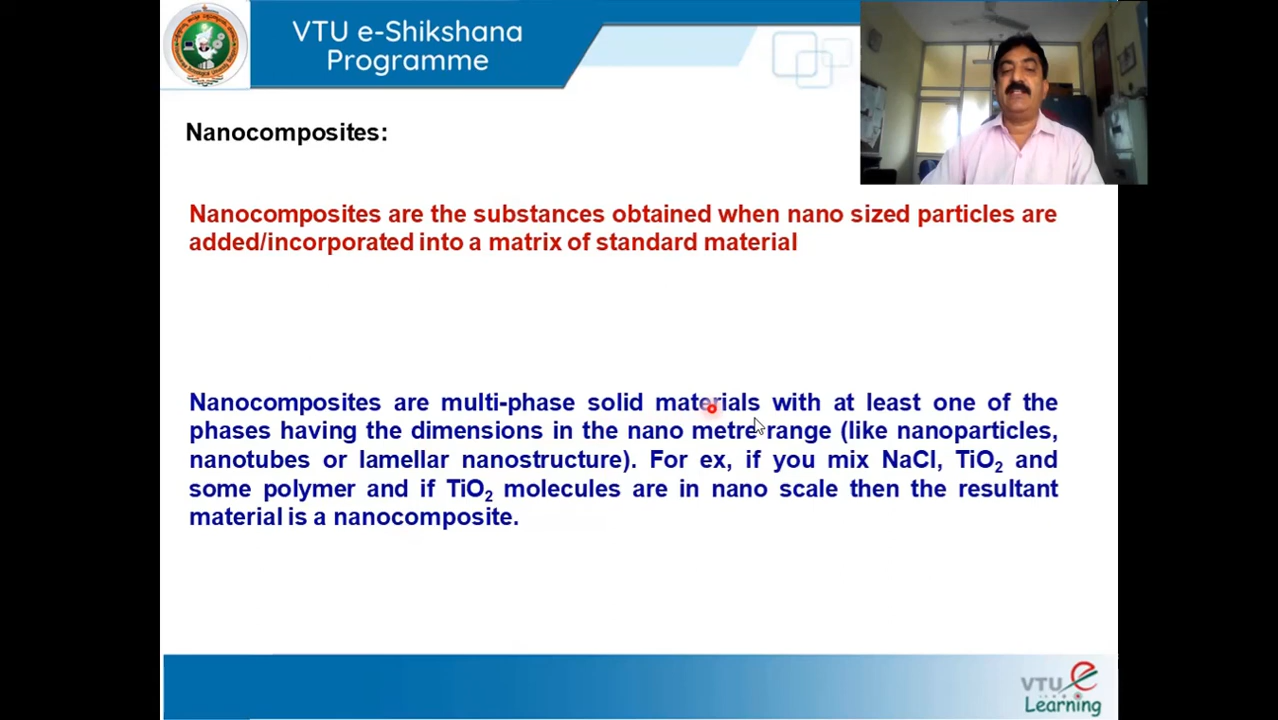 VTU e-Shikshana
Programme
Nanocomposites:
Nanocomposites are the substances obtained when nano sized particles are
added/incorporated into a matrix of standard material
Nanocomposites are multi-phase solid materials with at least one of the
phases having the dimensions in the nano metre range (like nanoparticles,
nanotubes or lamellar nanostructure). For ex, if you mix NaCl, TiO₂ and
some polymer and if TiO₂ molecules are in nano scale then the resultant
material is a nanocomposite.
VTU e
Learning